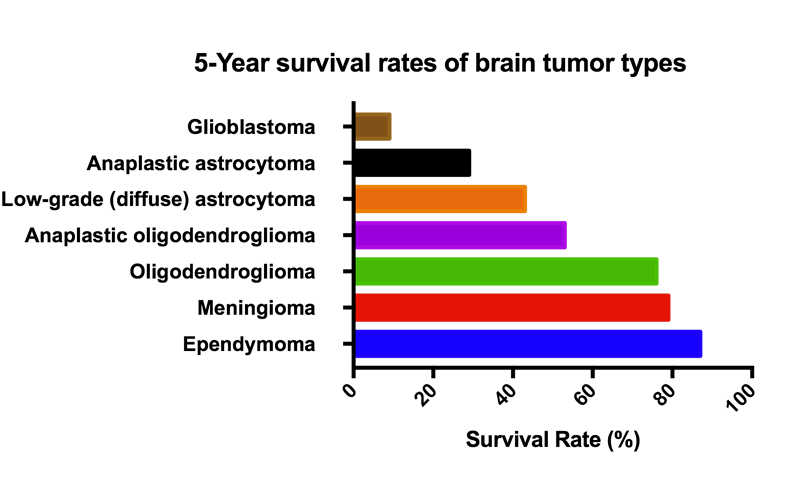 5-Year survival rates of brain tumor types
Glioblastoma
Anaplastic astrocytoma
Low-grade (diffuse) astrocytoma
Anaplastic oligodendroglioma
Oligodendroglioma
Meningioma
Ependymoma
0 20 40 60 80 100
Survival Rate (%)